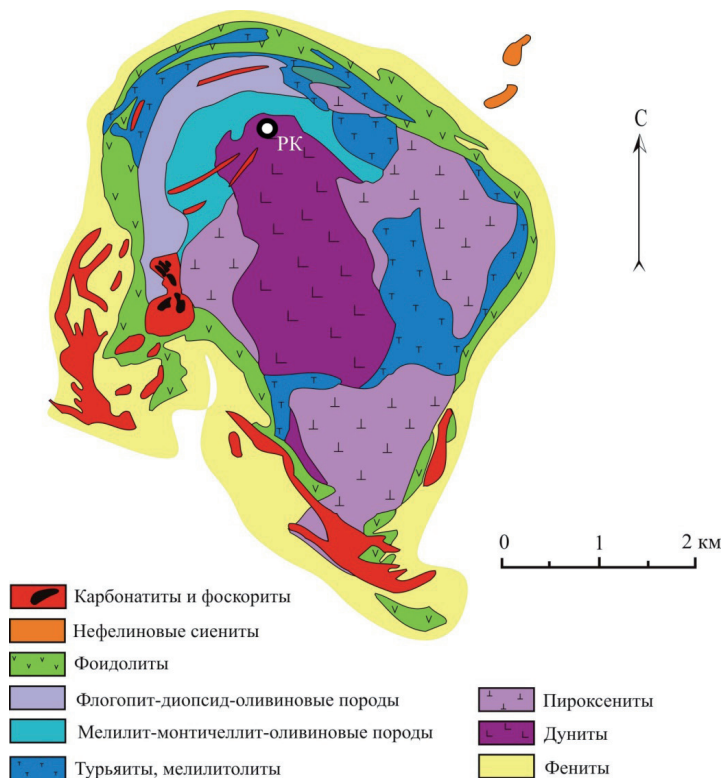 С
РК
0 1 2 км
Карбонатиты и фоскориты
Нефелиновые сиениты
Фоидолиты
Флогопит-диопсид-оливиновые породы
Мелилит-монтичеллит-оливиновые породы
Турьяиты, мелилитолиты
Пироксениты
Дуниты
Фениты